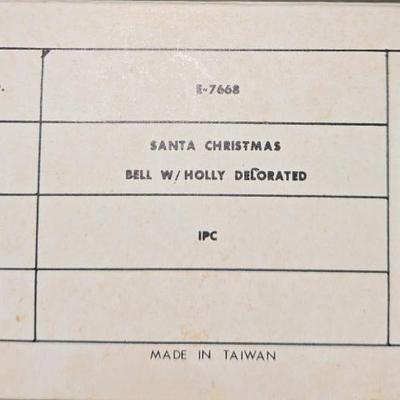 E-7668
SANTA CHRISTMAS
BELL W/HOLLY DECORATED
IPC
MADE IN TAIWAN